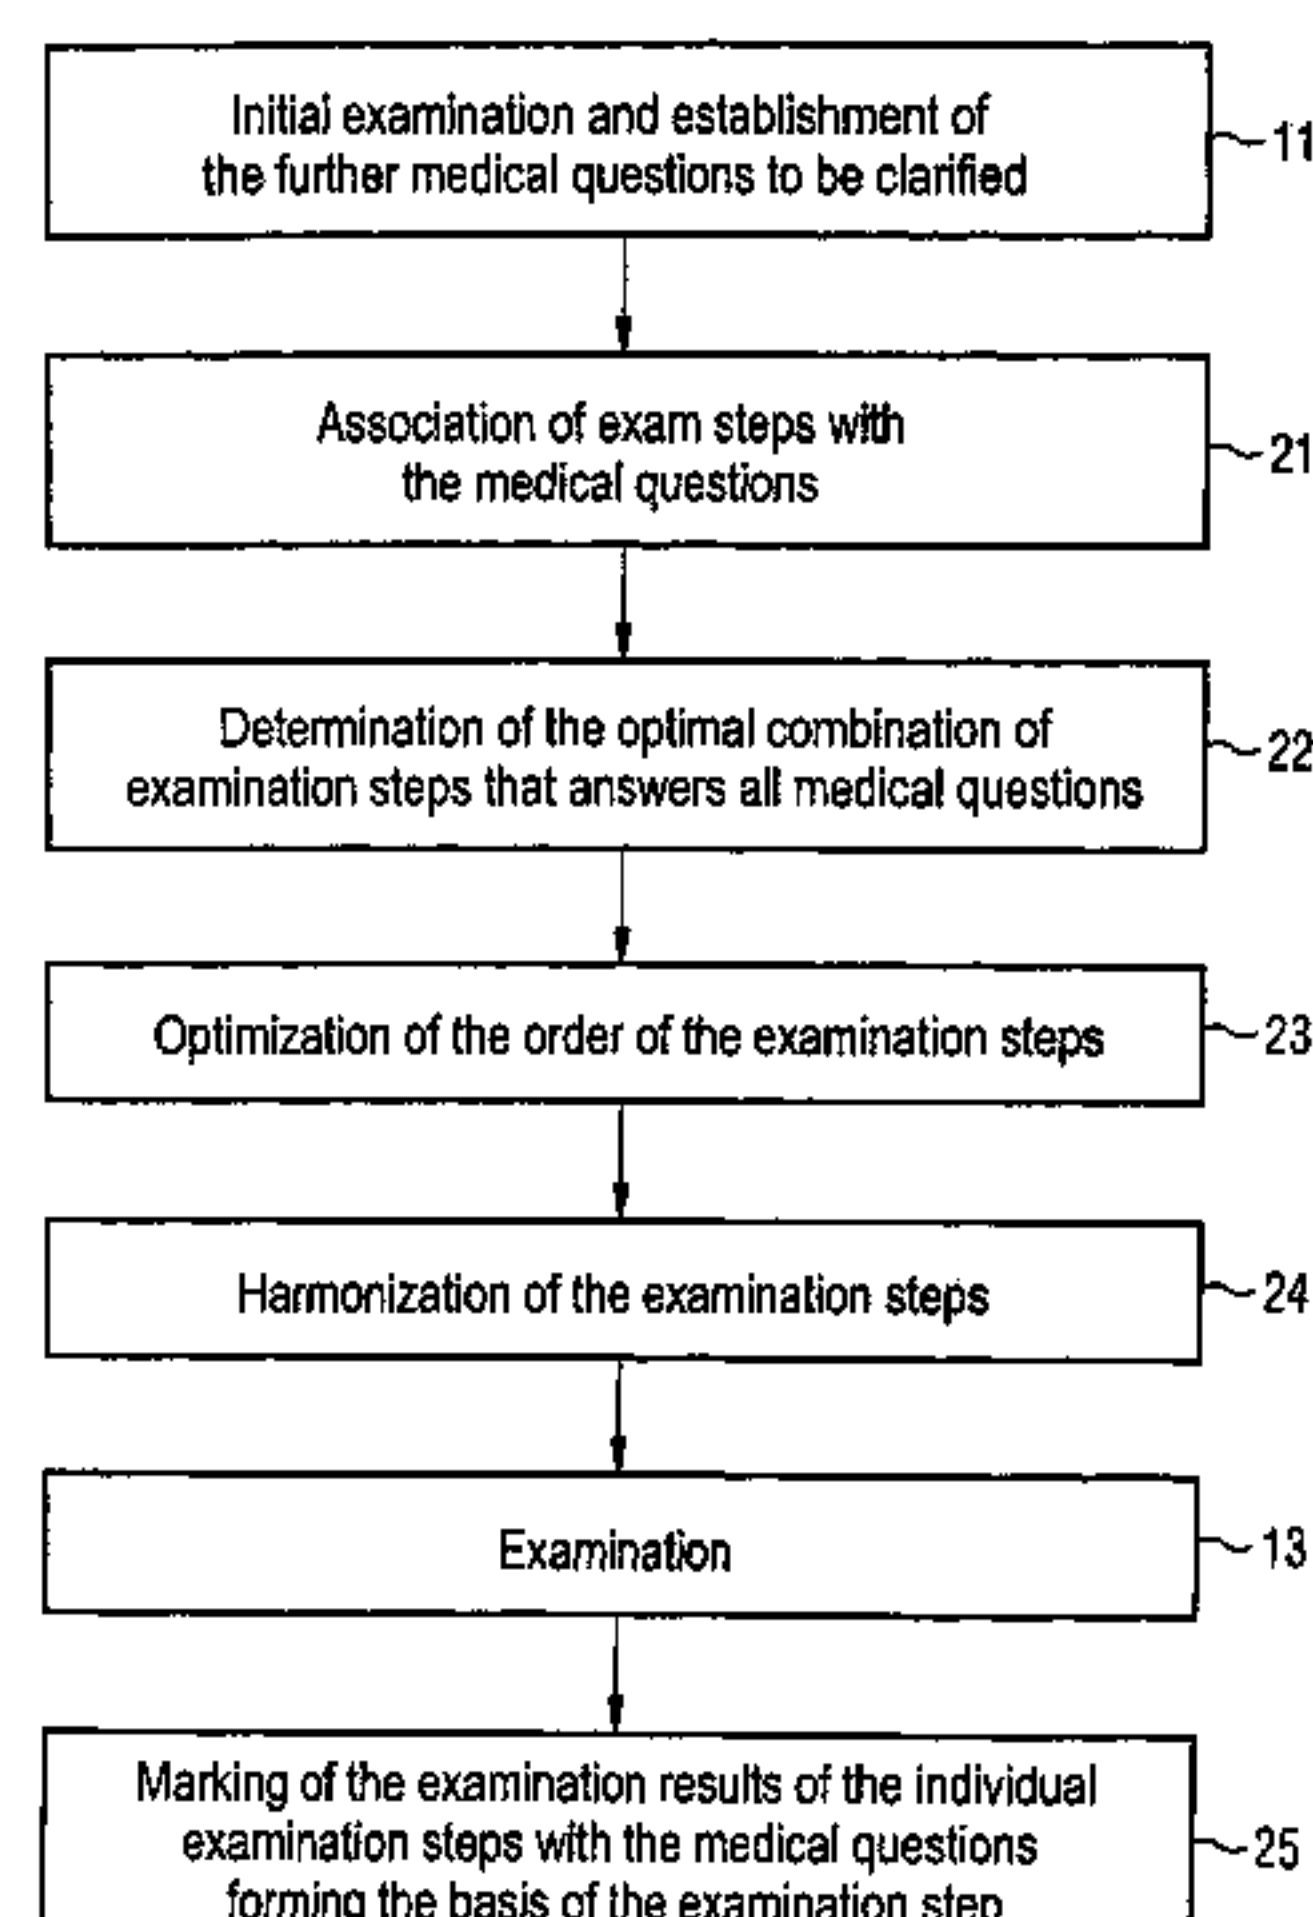 Initial examination and establishment of
the further medical questions to be clarified
11
Association of exam steps with
the medical questions
21
Determination of the optimal combination of
examination steps that answers all medical questions
22
Optimization of the order of the examination steps
23
Harmonization of the examination steps
24
Examination
13
Marking of the examination results of the individual
examination steps with the medical questions
forming the basis of the examination step
25